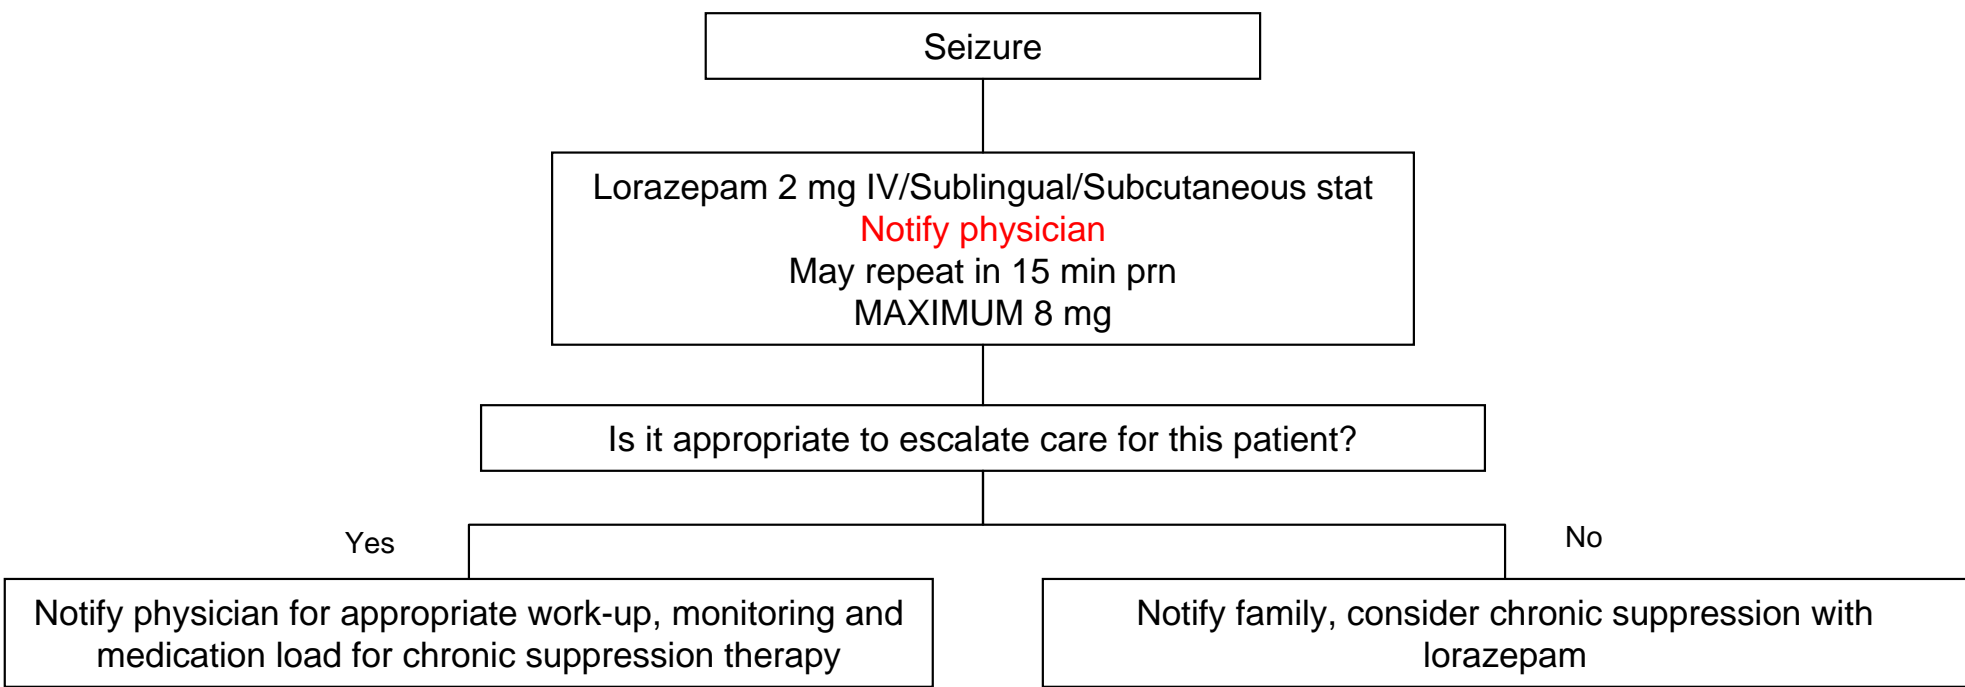 Seizure
Lorazepam 2 mg IV/Sublingual/Subcutaneous stat
Notify physician
May repeat in 15 min prn
MAXIMUM 8 mg
Is it appropriate to escalate care for this patient?
Yes
No
Notify physician for appropriate work-up, monitoring and
medication load for chronic suppression therapy
Notify family, consider chronic suppression with
lorazepam